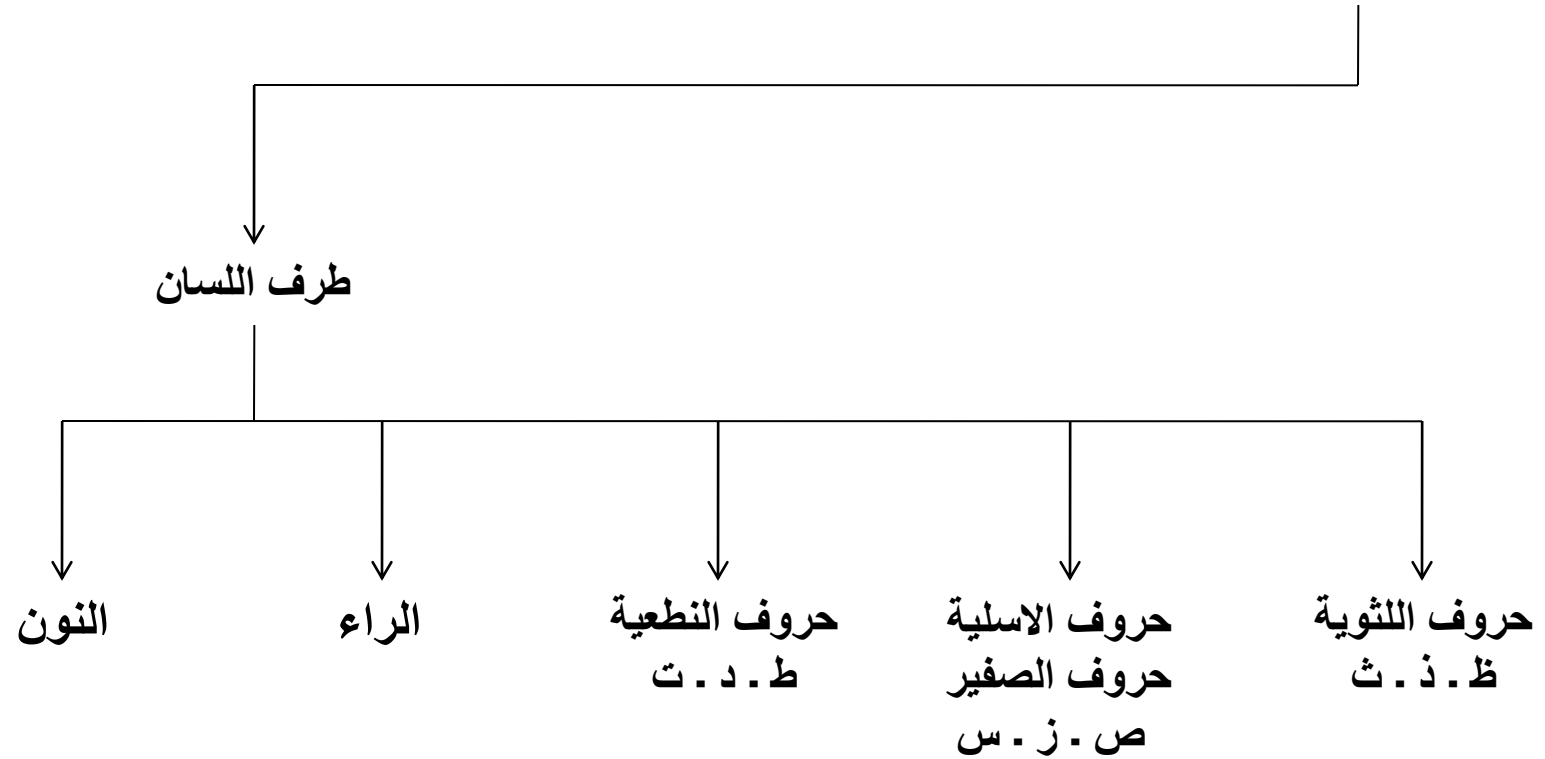 طرف اللسان
حروف اللثوية
ظ . ذ . ث
حروف الاسلية
حروف الصفير
ص . ز . س
حروف النطعية
ط . د . ت
الراء
النون